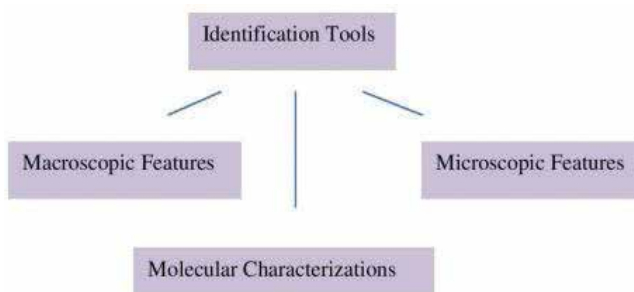 Identification Tools
Macroscopic Features
Microscopic Features
Molecular Characterizations